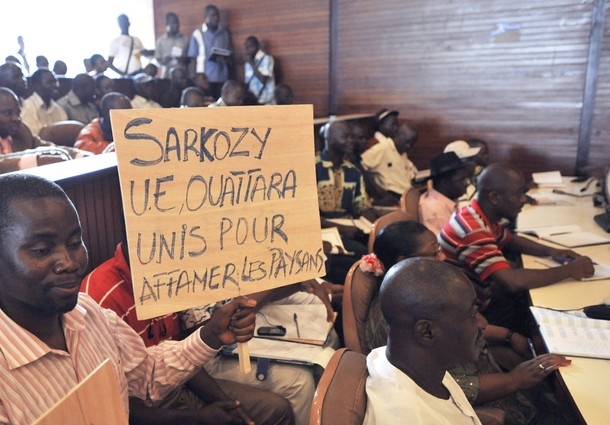 SARKOZY
U.E, OUATTARA
UNIS POUR
AFFAMER LES PAYSANS